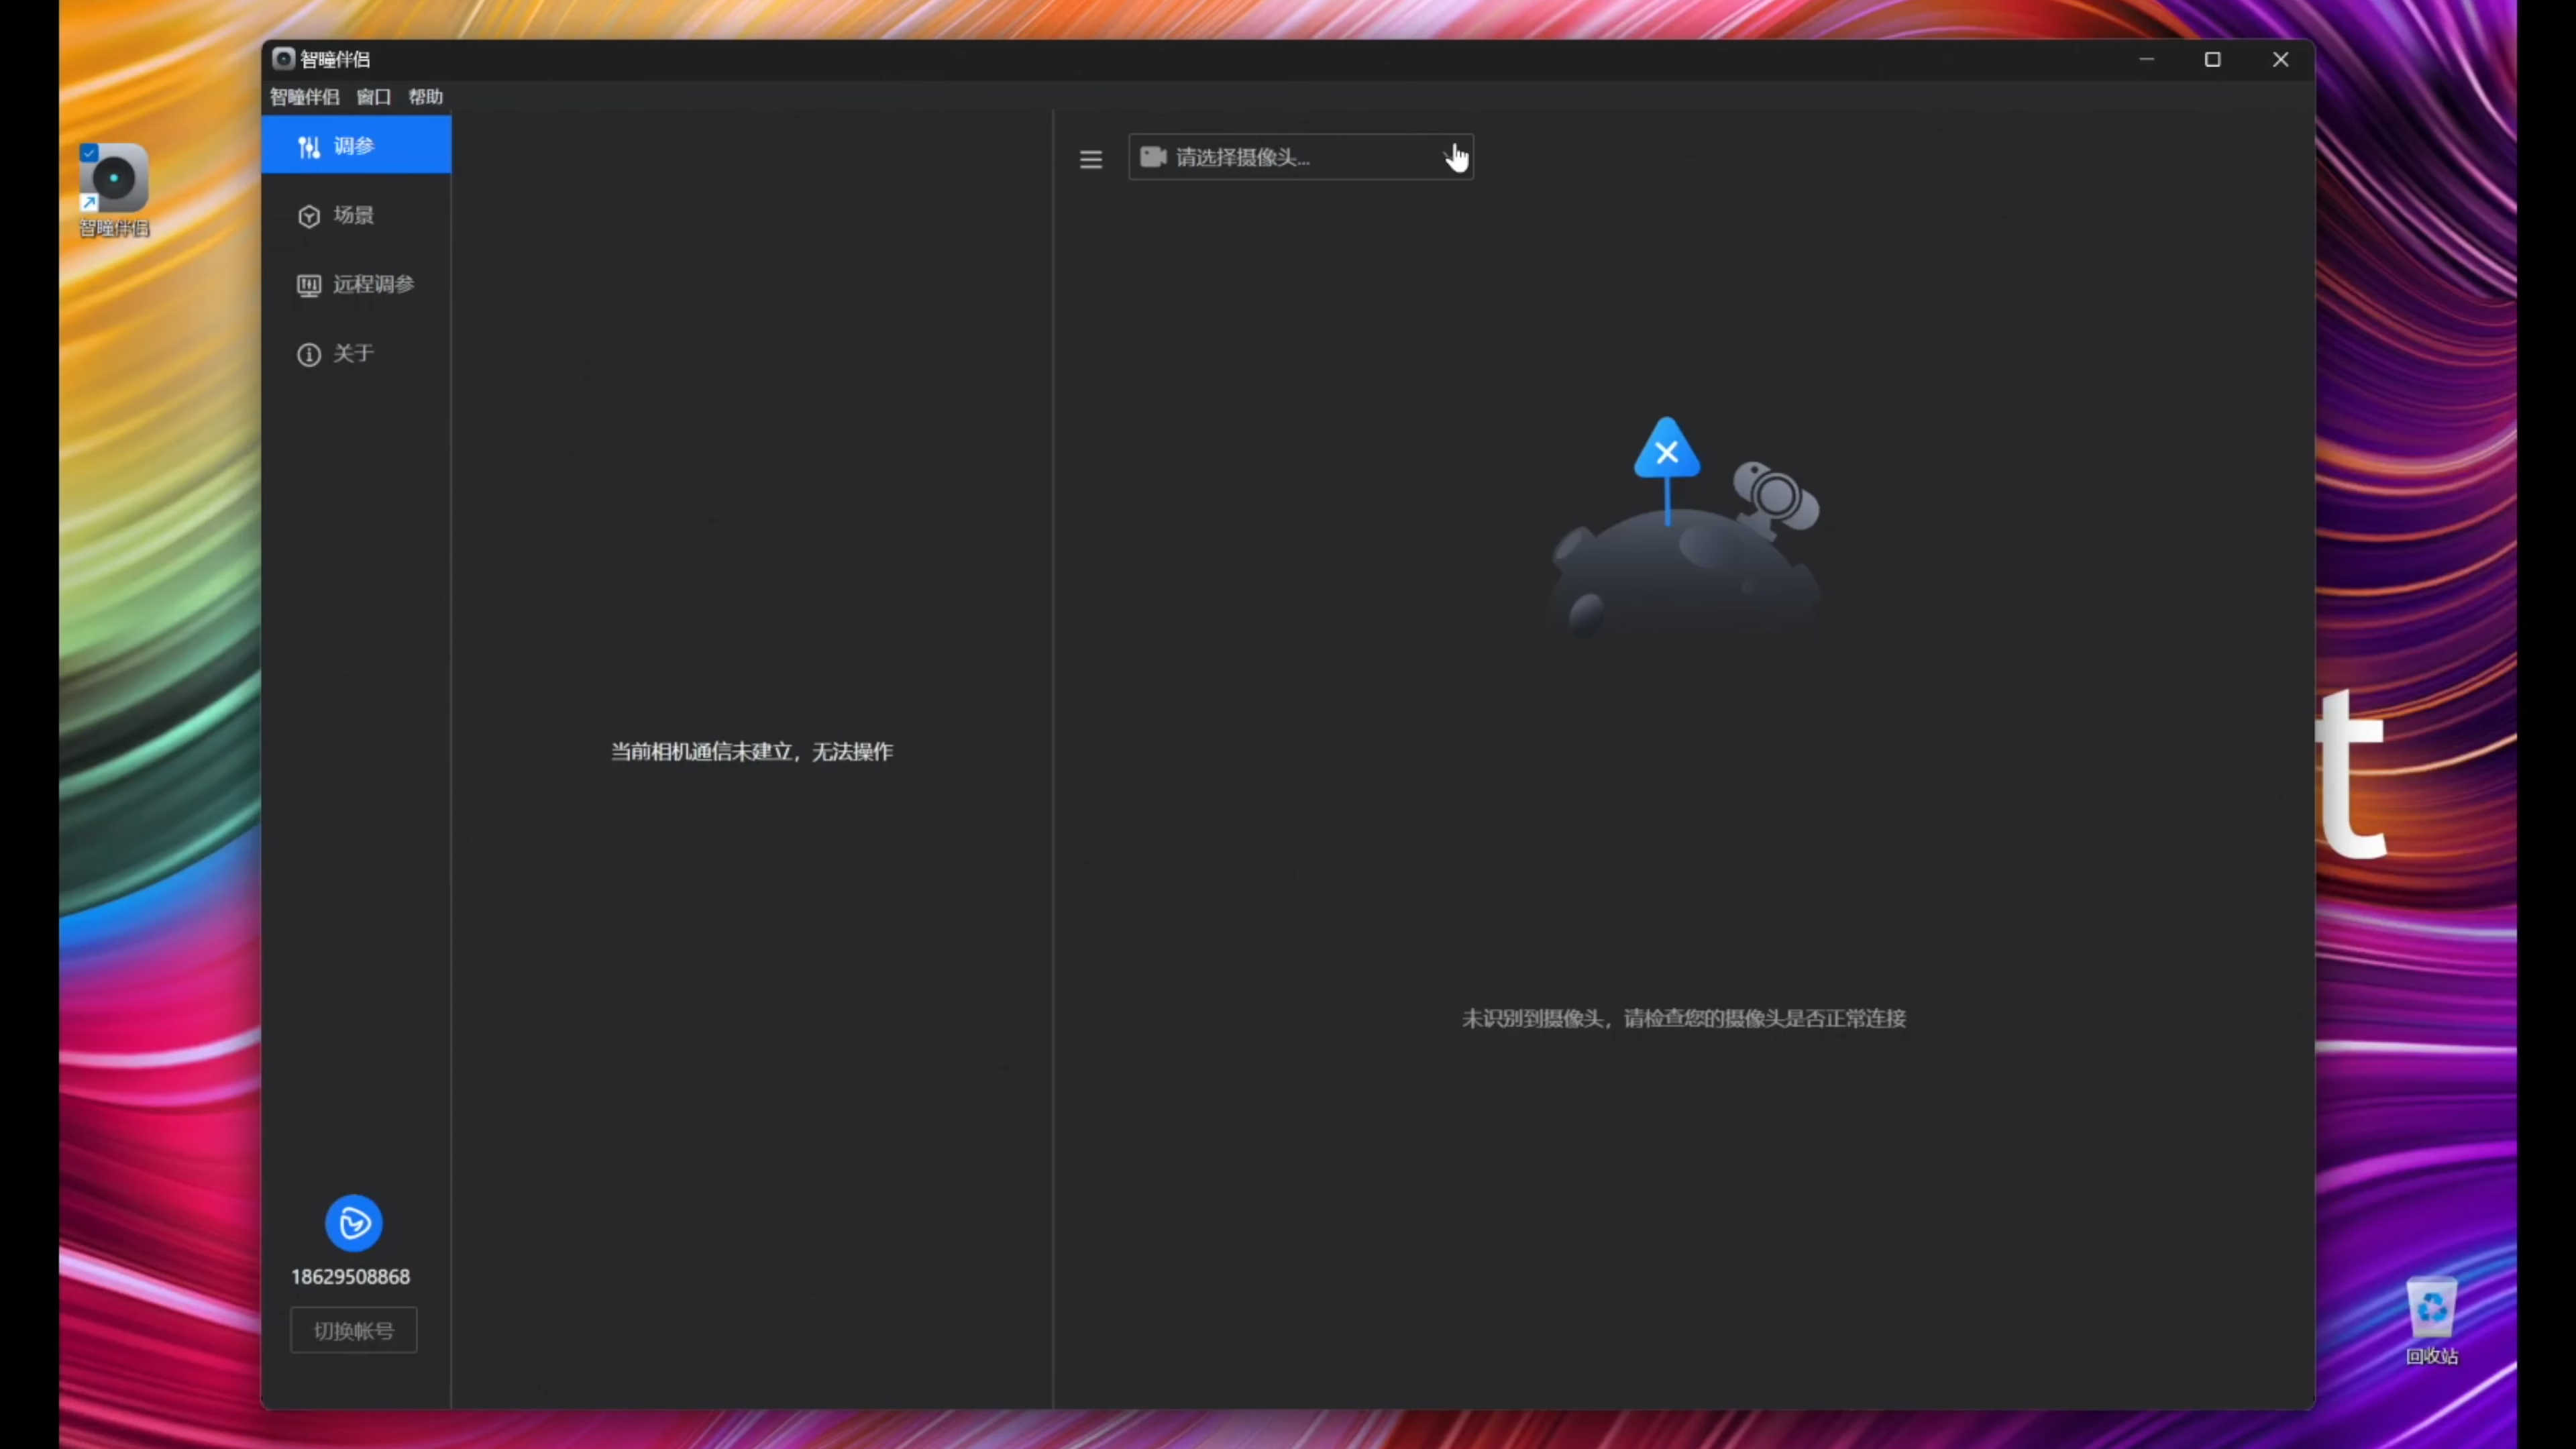 智瞳伴侣
智瞳伴侣 窗口 帮助
智瞳伴侣
调参
场景
远程调参
关于
请选择摄像头...
当前相机通信未建立，无法操作
未识别到摄像头，请检查您的摄像头是否正常连接
t
18629508868
切换帐号
回收站